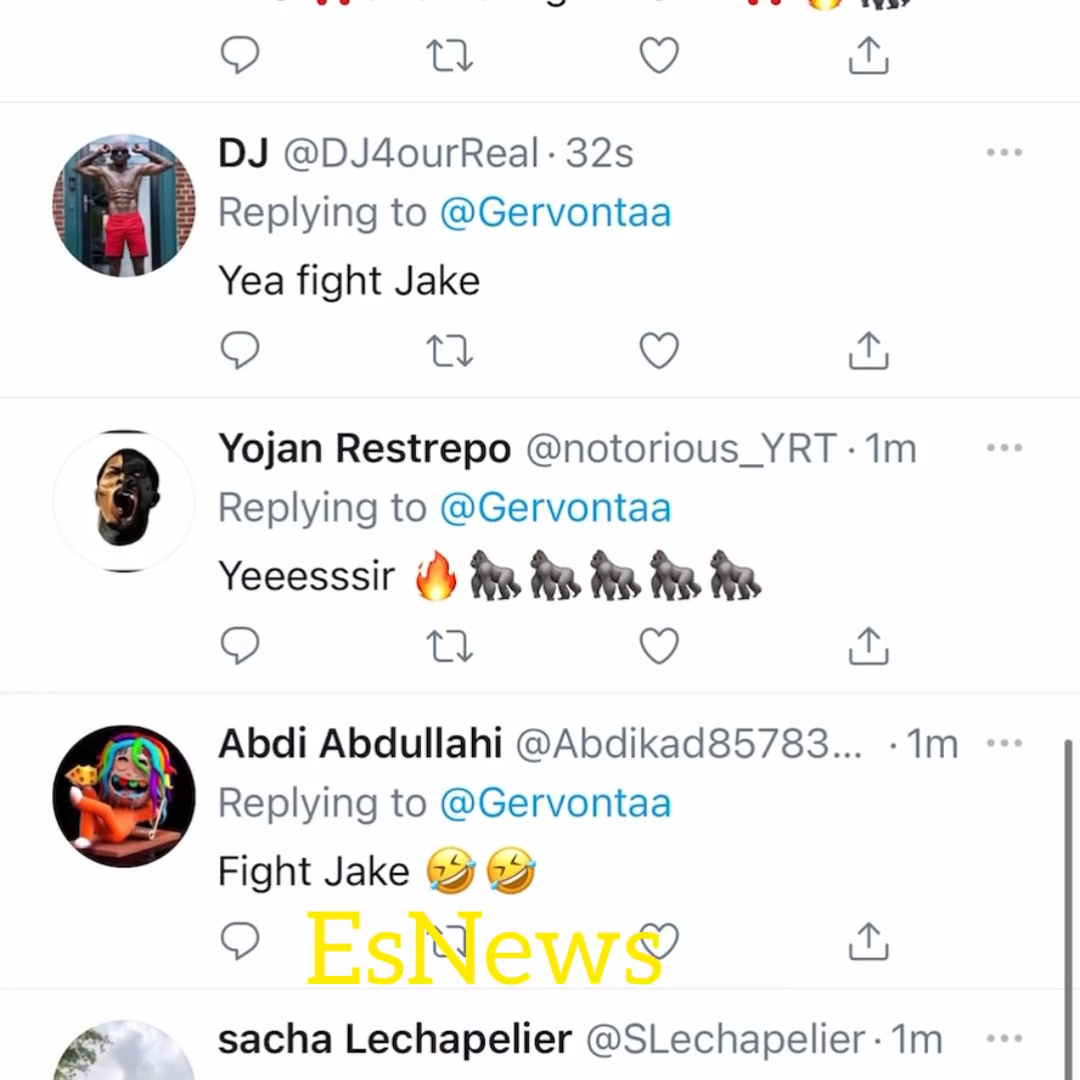 DJ @DJ4ourReal · 32s
Replying to @Gervontaa
Yea fight Jake
Yojan Restrepo @notorious_YRT · 1m
Replying to @Gervontaa
Yeeesssir 🔥🦍🦍🦍🦍🦍
Abdi Abdullahi @Abdikad85783... · 1m
Replying to @Gervontaa
Fight Jake 🤣🤣
EsNews
sacha Lechapelier @SLechapelier · 1m